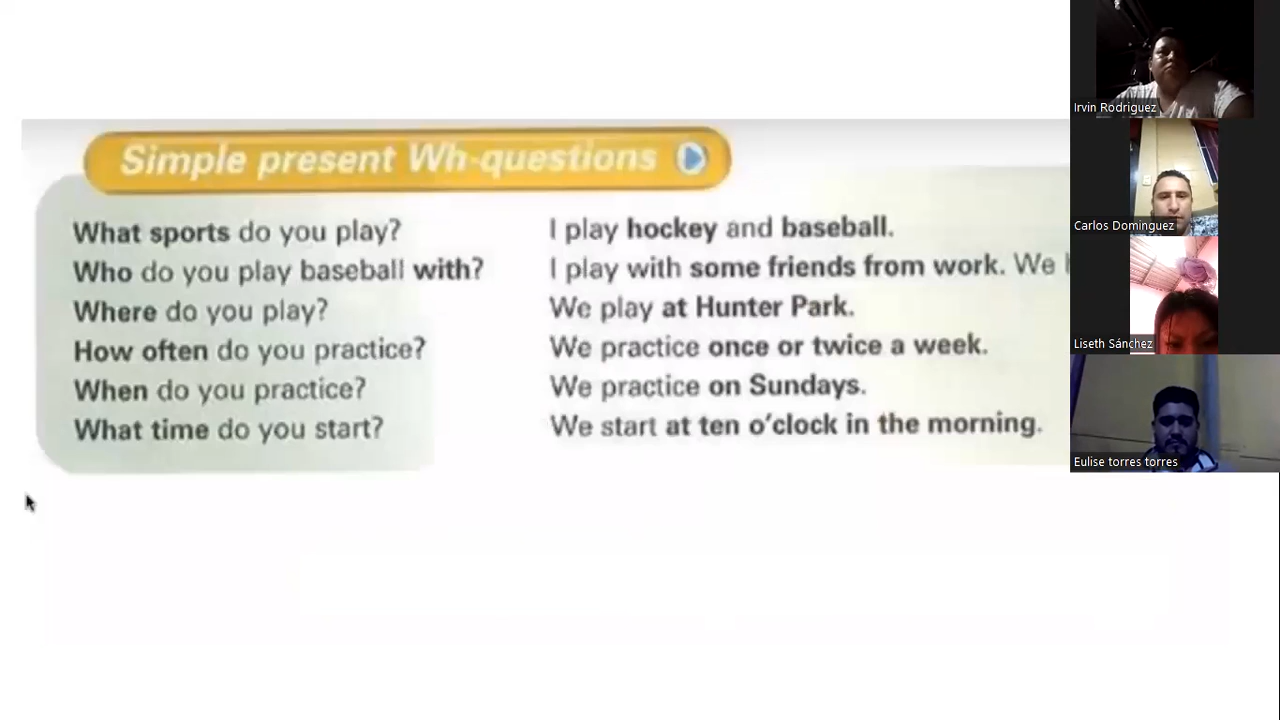 Simple present Wh-questions
What sports do you play? I play hockey and baseball.
Who do you play baseball with? I play with some friends from work. We
Where do you play? We play at Hunter Park.
How often do you practice? We practice once or twice a week.
When do you practice? We practice on Sundays.
What time do you start? We start at ten o'clock in the morning.
Irvin Rodriguez
Carlos Dominguez
Liseth Sánchez
Eulise torres torres